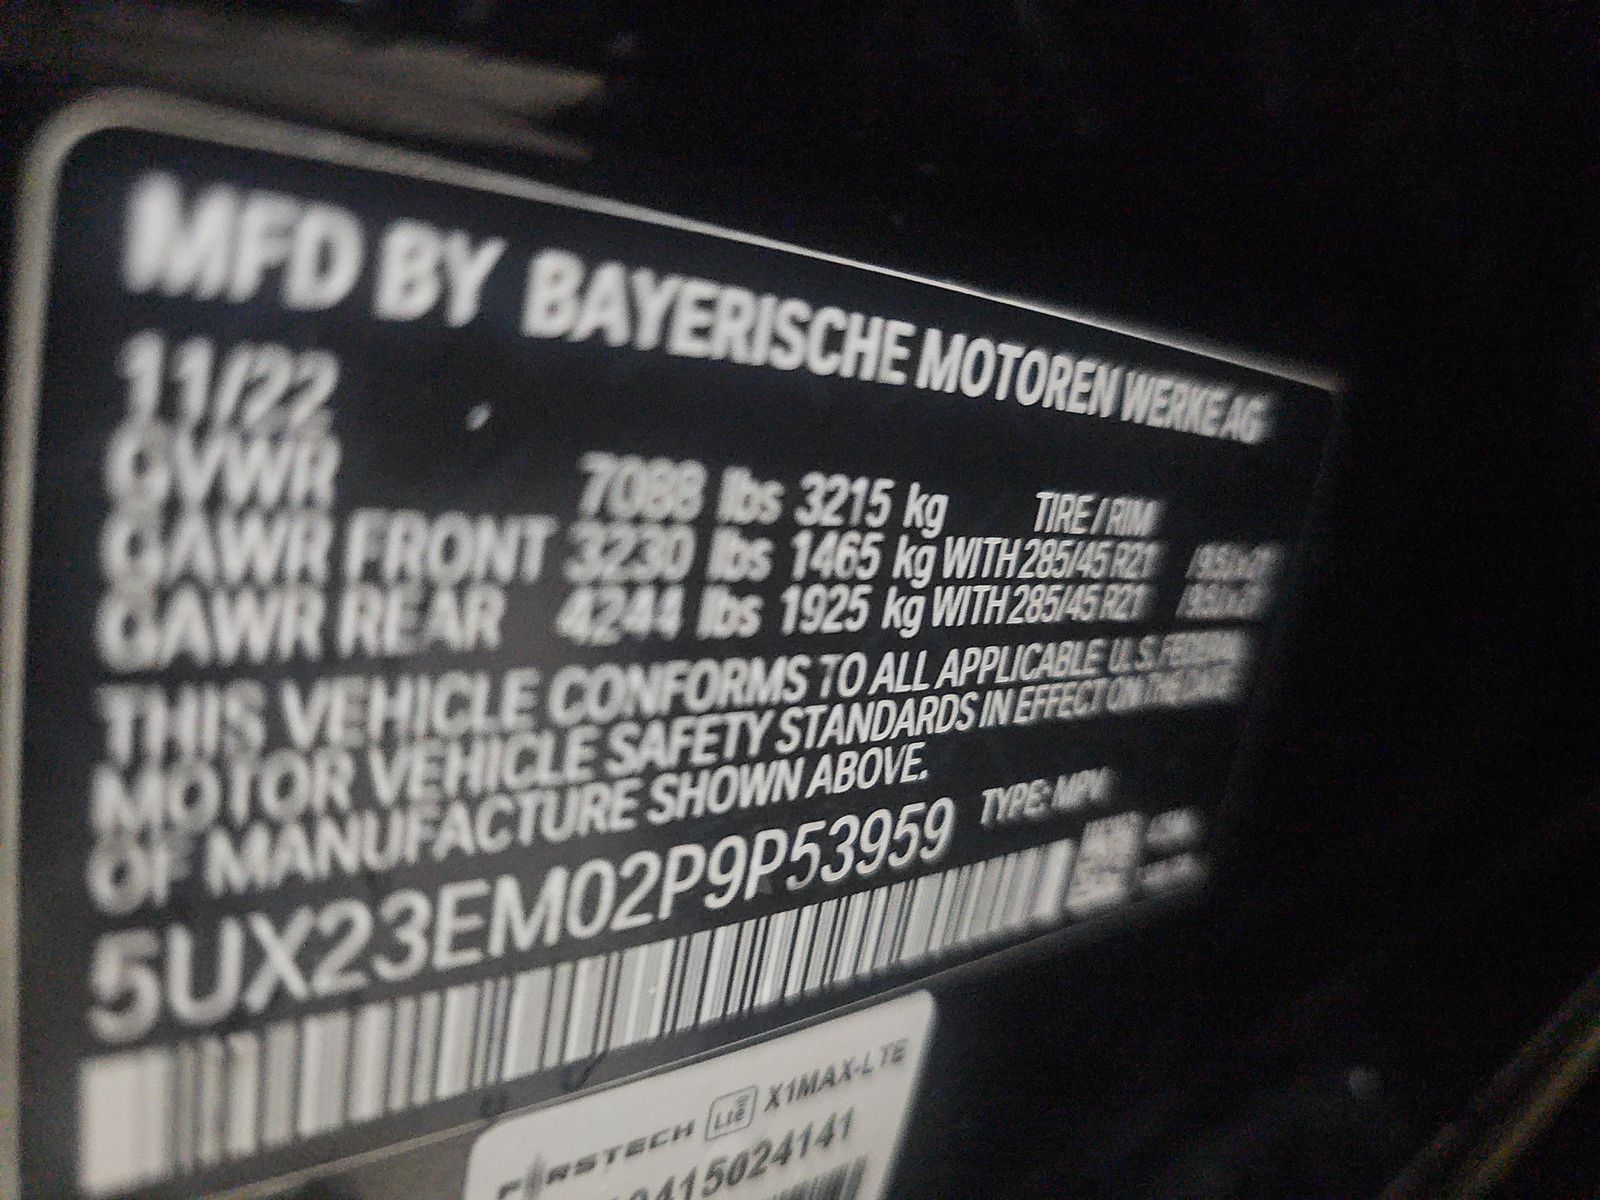 MFD BY BAYERISCHE MOTOREN WERKE AG
11/22
GVWR 7088 lbs 3215 kg TIRE / RIM
GAWR FRONT 3230 lbs 1465 kg WITH 285/45 R21
GAWR REAR 4244 lbs 1925 kg WITH 285/45 R21
THIS VEHICLE CONFORMS TO ALL APPLICABLE U.S. FEDERAL
MOTOR VEHICLE SAFETY STANDARDS IN EFFECT ON THE DATE
OF MANUFACTURE SHOWN ABOVE.
5UX23EM02P9P53959 TYPE: MPV
FIRSTECH LTE X1MAX-LTE